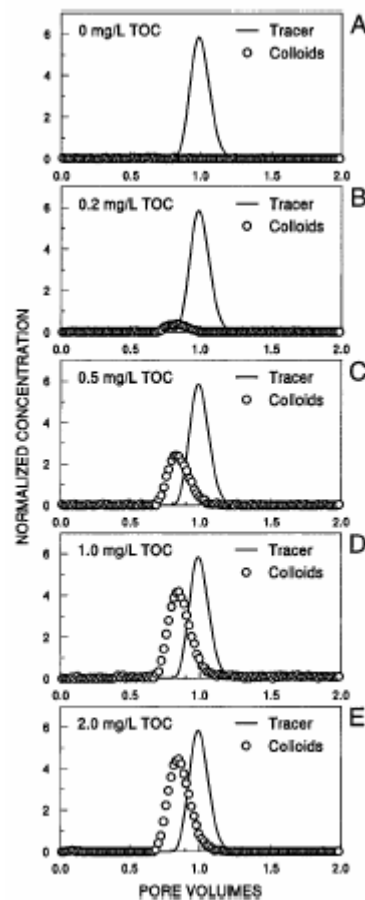 A
0 mg/L TOC
Tracer
Colloids
6
4
2
0
0.0 0.5 1.0 1.5 2.0
B
0.2 mg/L TOC
Tracer
Colloids
6
4
2
0
0.0 0.5 1.0 1.5 2.0
NORMALIZED CONCENTRATION
C
0.5 mg/L TOC
Tracer
Colloids
6
4
2
0
0.0 0.5 1.0 1.5 2.0
D
1.0 mg/L TOC
Tracer
Colloids
6
4
2
0
0.0 0.5 1.0 1.5 2.0
E
2.0 mg/L TOC
Tracer
Colloids
6
4
2
0
0.0 0.5 1.0 1.5 2.0
PORE VOLUMES